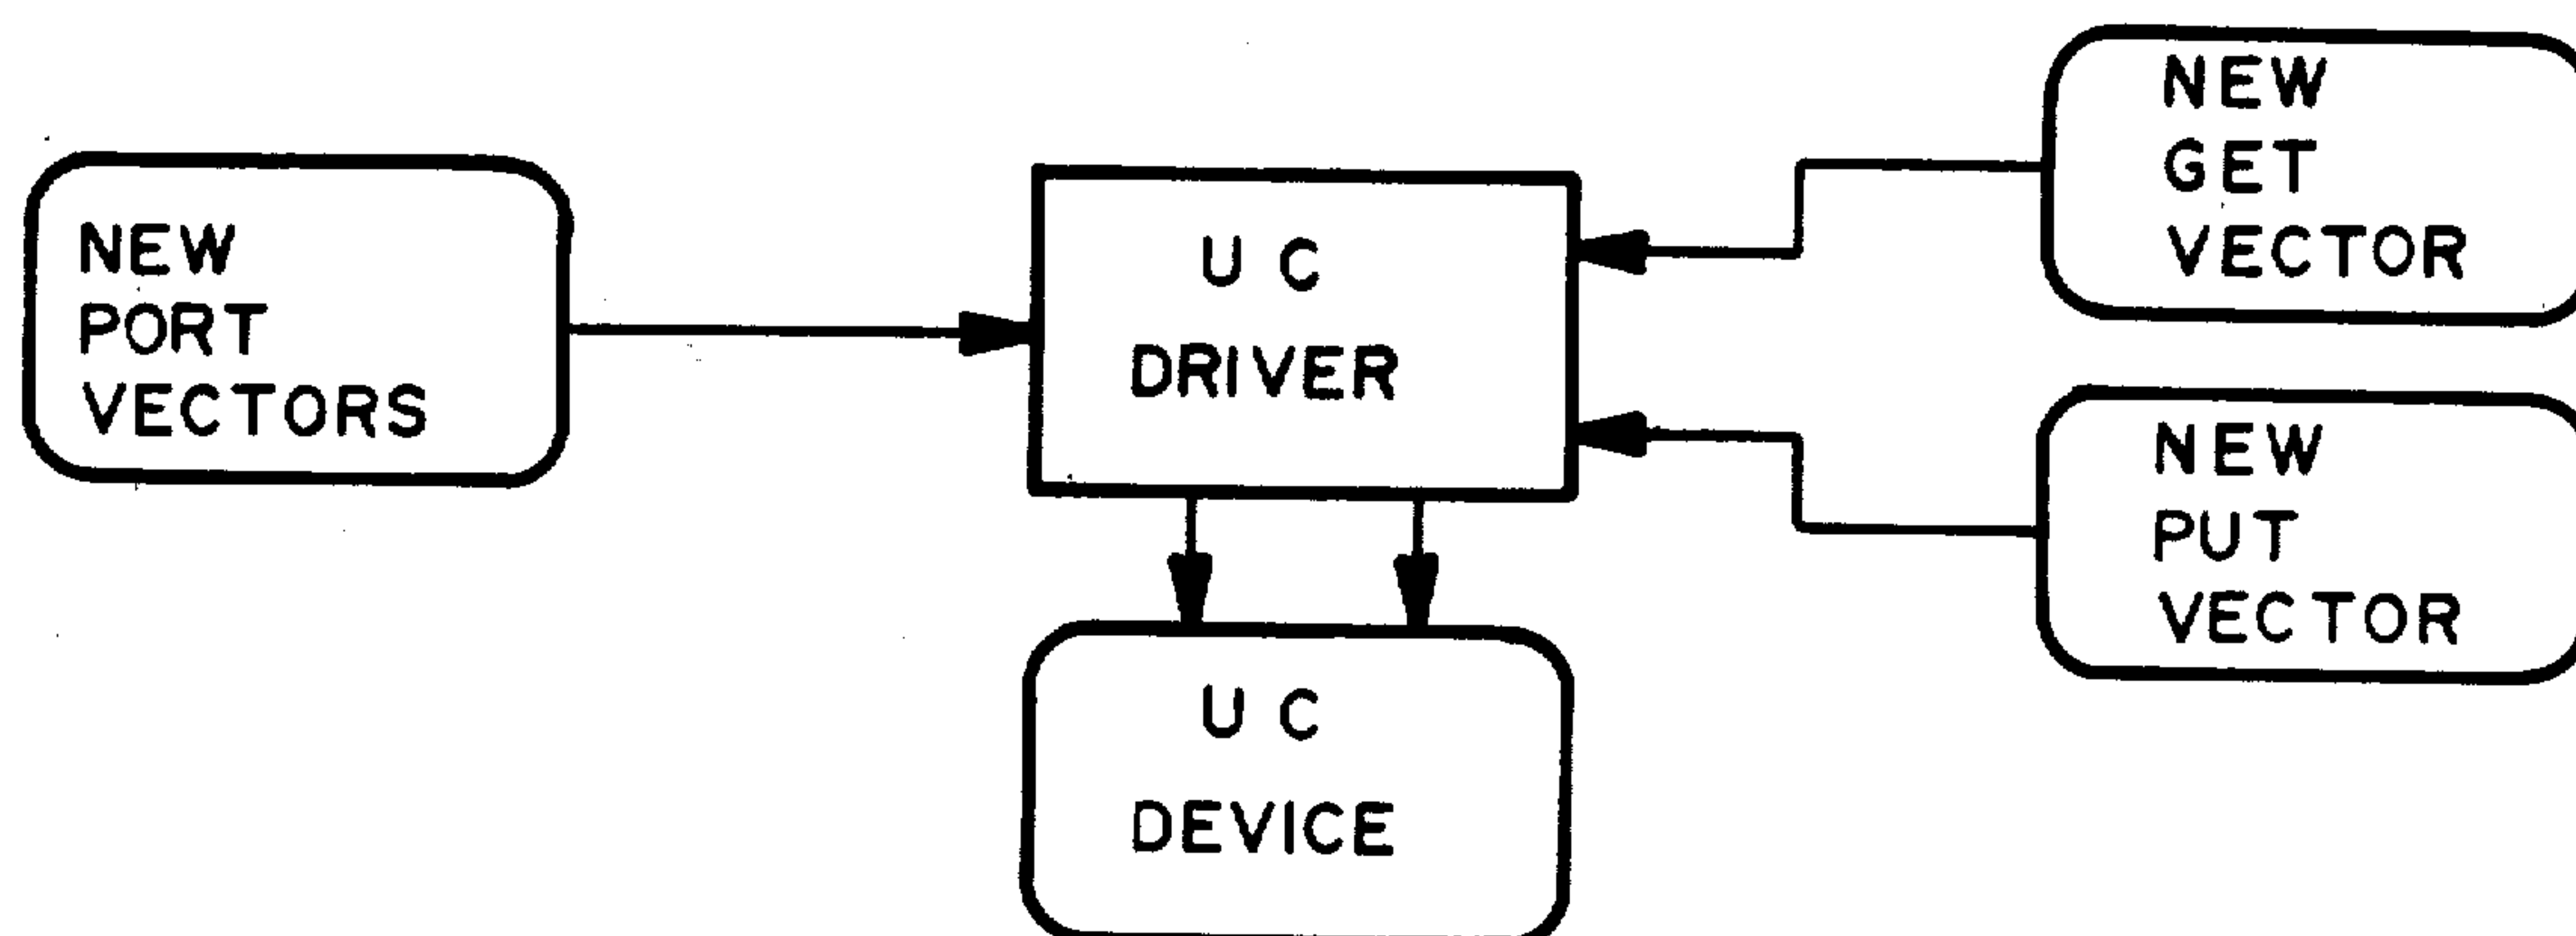 NEW
PORT
VECTORS
U C
DRIVER
NEW
GET
VECTOR
NEW
PUT
VECTOR
U C
DEVICE